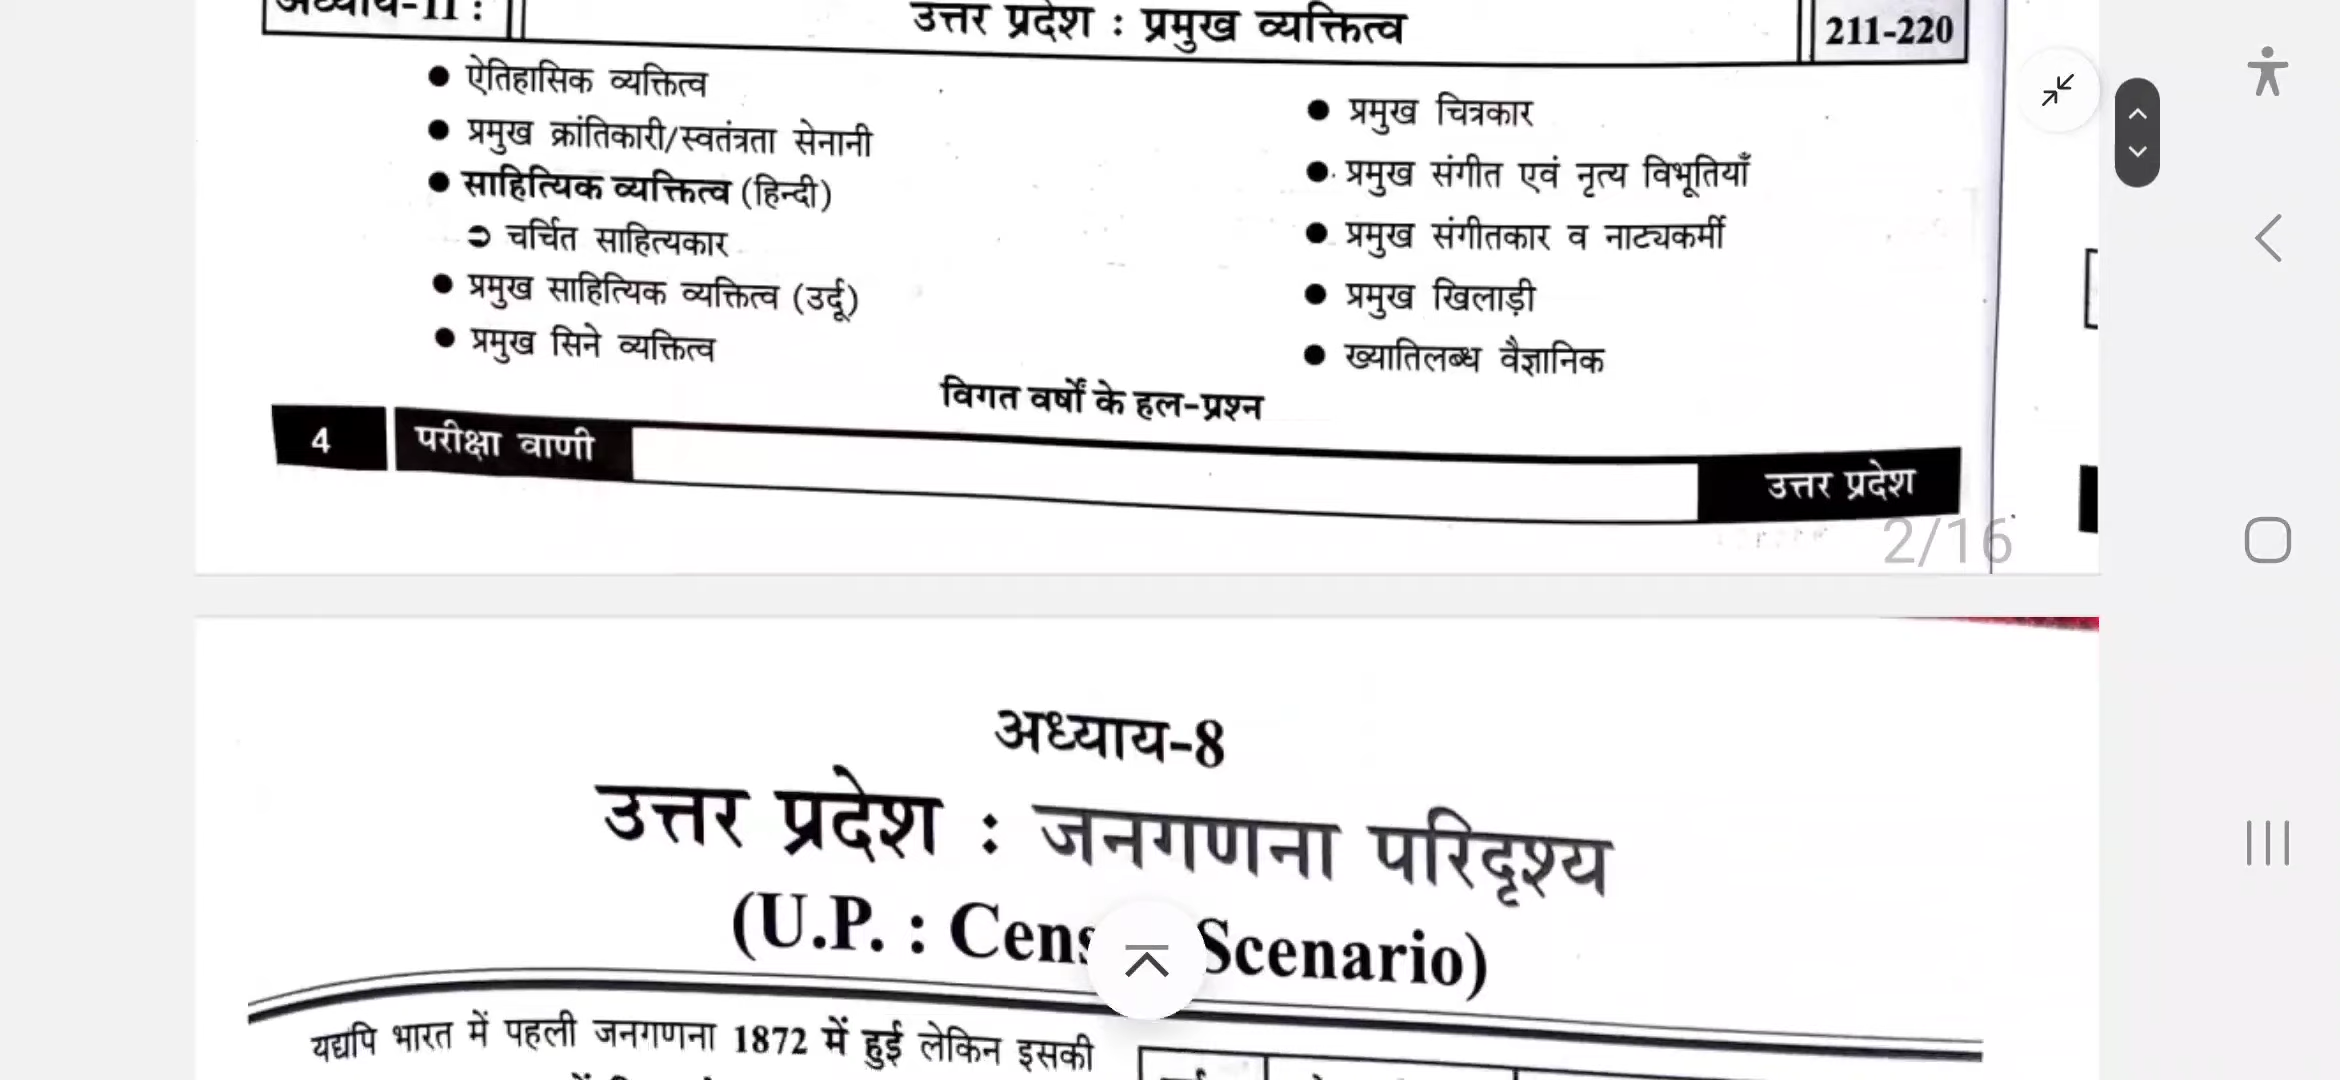 अध्याय-11 :
उत्तर प्रदेश : प्रमुख व्यक्तित्व
211-220
● ऐतिहासिक व्यक्तित्व
● प्रमुख क्रांतिकारी/स्वतंत्रता सेनानी
● साहित्यिक व्यक्तित्व (हिन्दी)
➲ चर्चित साहित्यकार
● प्रमुख साहित्यिक व्यक्तित्व (उर्दू)
● प्रमुख सिने व्यक्तित्व
● प्रमुख चित्रकार
● प्रमुख संगीत एवं नृत्य विभूतियाँ
● प्रमुख संगीतकार व नाट्यकर्मी
● प्रमुख खिलाड़ी
● ख्यातिलब्ध वैज्ञानिक
विगत वर्षों के हल-प्रश्न
4 परीक्षा वाणी
उत्तर प्रदेश
2/16
अध्याय-8
उत्तर प्रदेश : जनगणना परिदृश्य
(U.P. : Cens Scenario)
यद्यपि भारत में पहली जनगणना 1872 में हुई लेकिन इसकी